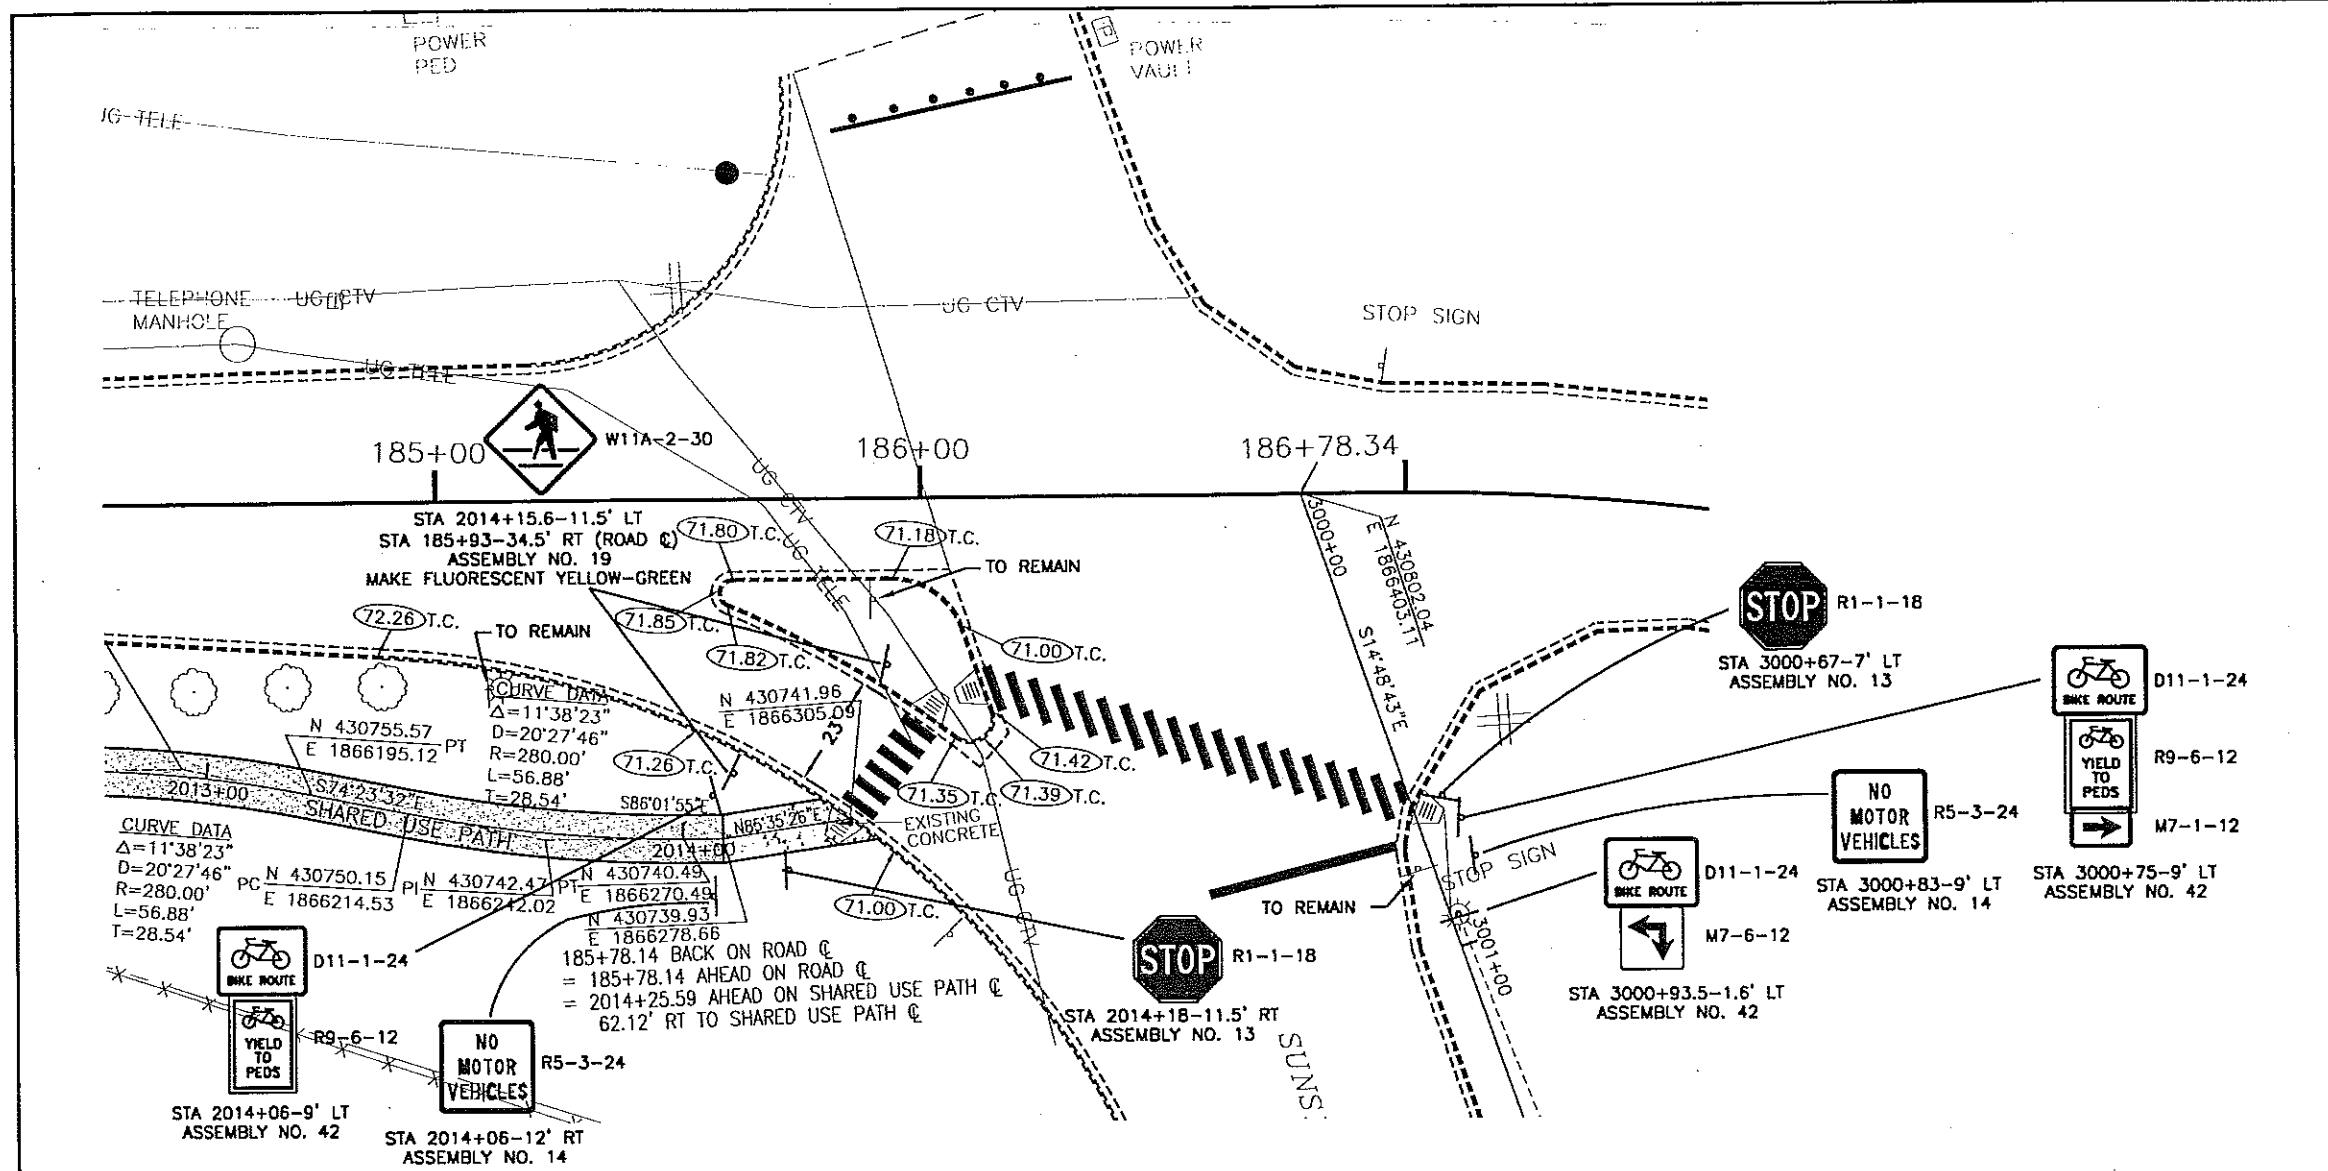 POWER
PED
POWER
VAULT
UG TELE
TELEPHONE
MANHOLE
UG CTV
UG CTV
STOP SIGN
UG TELE
W11A-2-30
185+00
186+00
186+78.34
UG CTV
UG TELE
STA 2014+15.6-11.5' LT
STA 185+93-34.5' RT (ROAD ℄)
ASSEMBLY NO. 19
MAKE FLUORESCENT YELLOW-GREEN
71.80 T.C.
71.18 T.C.
TO REMAIN
3000+00
N 430802.04
E 1866403.11
S14°48'43"E
STOP
R1-1-18
STA 3000+67-7' LT
ASSEMBLY NO. 13
72.26 T.C.
TO REMAIN
71.85 T.C.
71.82 T.C.
71.00 T.C.
CURVE DATA
Δ=11°38'23"
D=20°27'46"
R=280.00'
L=56.88'
T=28.54'
N 430755.57
E 1866195.12
PT
N 430741.96
E 1866305.09
23'
71.26 T.C.
71.42 T.C.
71.35 T.C.
71.39 T.C.
BIKE ROUTE
D11-1-24
YIELD
TO
PEDS
R9-6-12
M7-1-12
STA 3000+75-9' LT
ASSEMBLY NO. 42
NO
MOTOR
VEHICLES
R5-3-24
STA 3000+83-9' LT
ASSEMBLY NO. 14
2013+00
S74°23'32"E
SHARED USE PATH
S86°01'55"E
N85°35'26"E
2014+00
EXISTING
CONCRETE
CURVE DATA
Δ=11°38'23"
D=20°27'46"
R=280.00'
L=56.88'
T=28.54'
PC
N 430750.15
E 1866214.53
PI
N 430742.47
E 1866242.02
PT
N 430740.49
E 1866270.49
N 430739.93
E 1866278.66
71.00 T.C.
UG CTV
STOP SIGN
TO REMAIN
BIKE ROUTE
D11-1-24
M7-6-12
STA 3000+93.5-1.6' LT
ASSEMBLY NO. 42
3001+00
185+78.14 BACK ON ROAD ℄
= 185+78.14 AHEAD ON ROAD ℄
= 2014+25.59 AHEAD ON SHARED USE PATH ℄
62.12' RT TO SHARED USE PATH ℄
STOP
R1-1-18
STA 2014+18-11.5' RT
ASSEMBLY NO. 13
BIKE ROUTE
D11-1-24
YIELD
TO
PEDS
R9-6-12
STA 2014+06-9' LT
ASSEMBLY NO. 42
NO
MOTOR
VEHICLES
R5-3-24
STA 2014+06-12' RT
ASSEMBLY NO. 14
SUNS